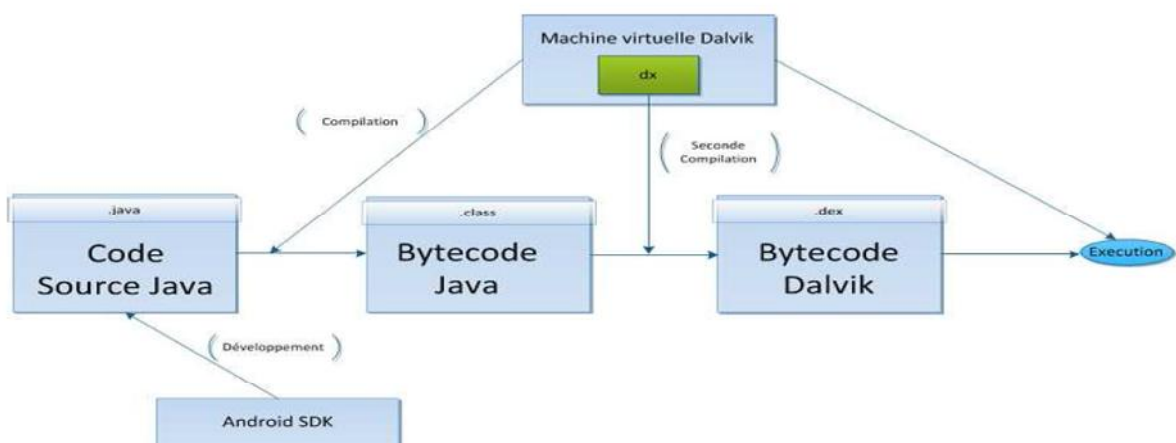 Machine virtuelle Dalvik
dx
( Compilation )
( Seconde
Compilation )
.java
Code
Source Java
.class
Bytecode
Java
.dex
Bytecode
Dalvik
Execution
( Développement )
Android SDK